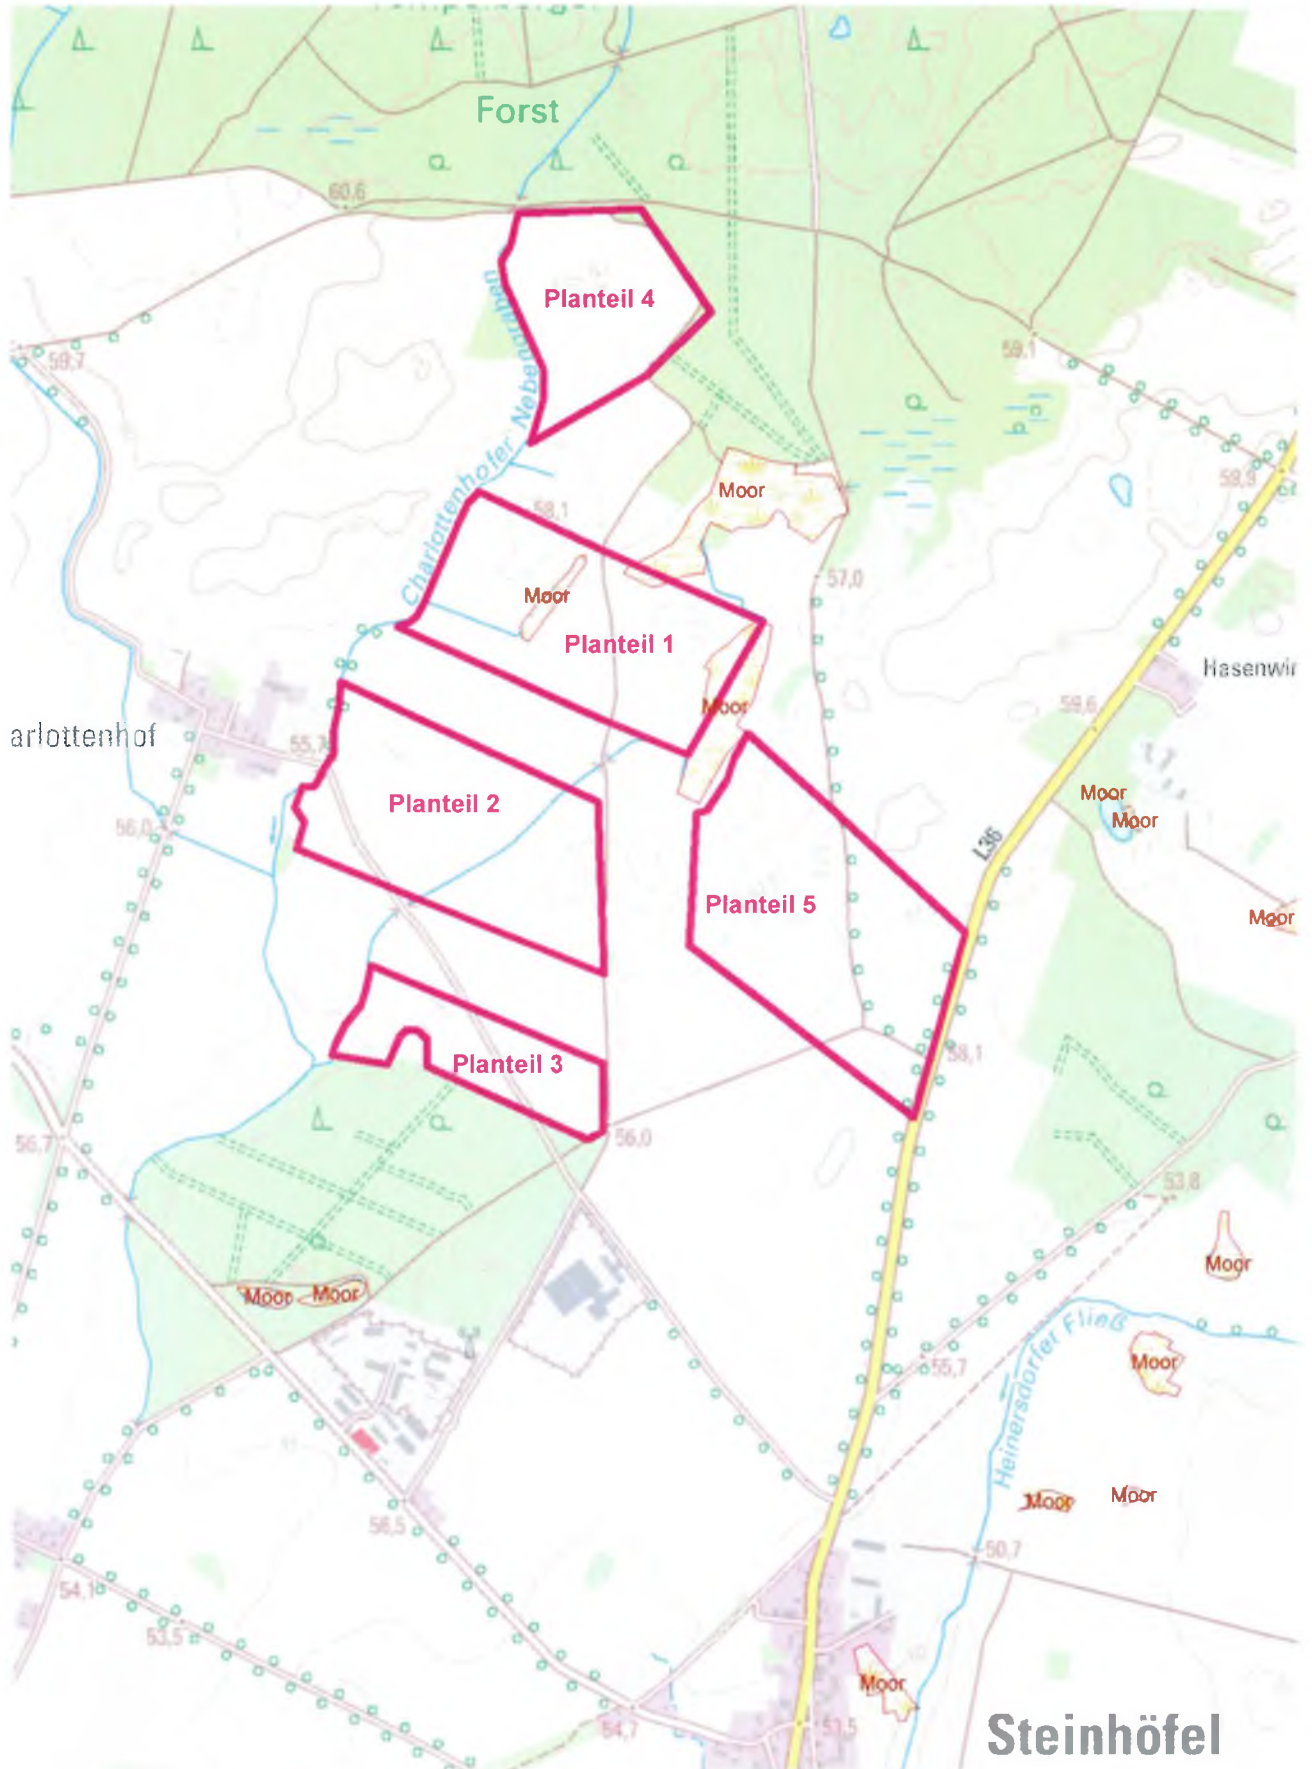 Forst
60,6
Planteil 4
Charlottenhofer Nebengraben
59,7
59,1
59,9
Moor
58,1
57,0
Moor
Planteil 1
Hasenwir
Moor
59,6
arlottenhof
55,7
Planteil 2
Moor
Moor
56,0
L36
Planteil 5
Moor
58,1
Planteil 3
56,7
56,0
53,8
Moor
Moor
Moor
Heinersdorfer Fließ
Moor
55,7
Moor
Moor
56,5
50,7
54,1
53,5
Moor
54,7
53,5
Steinhöfel